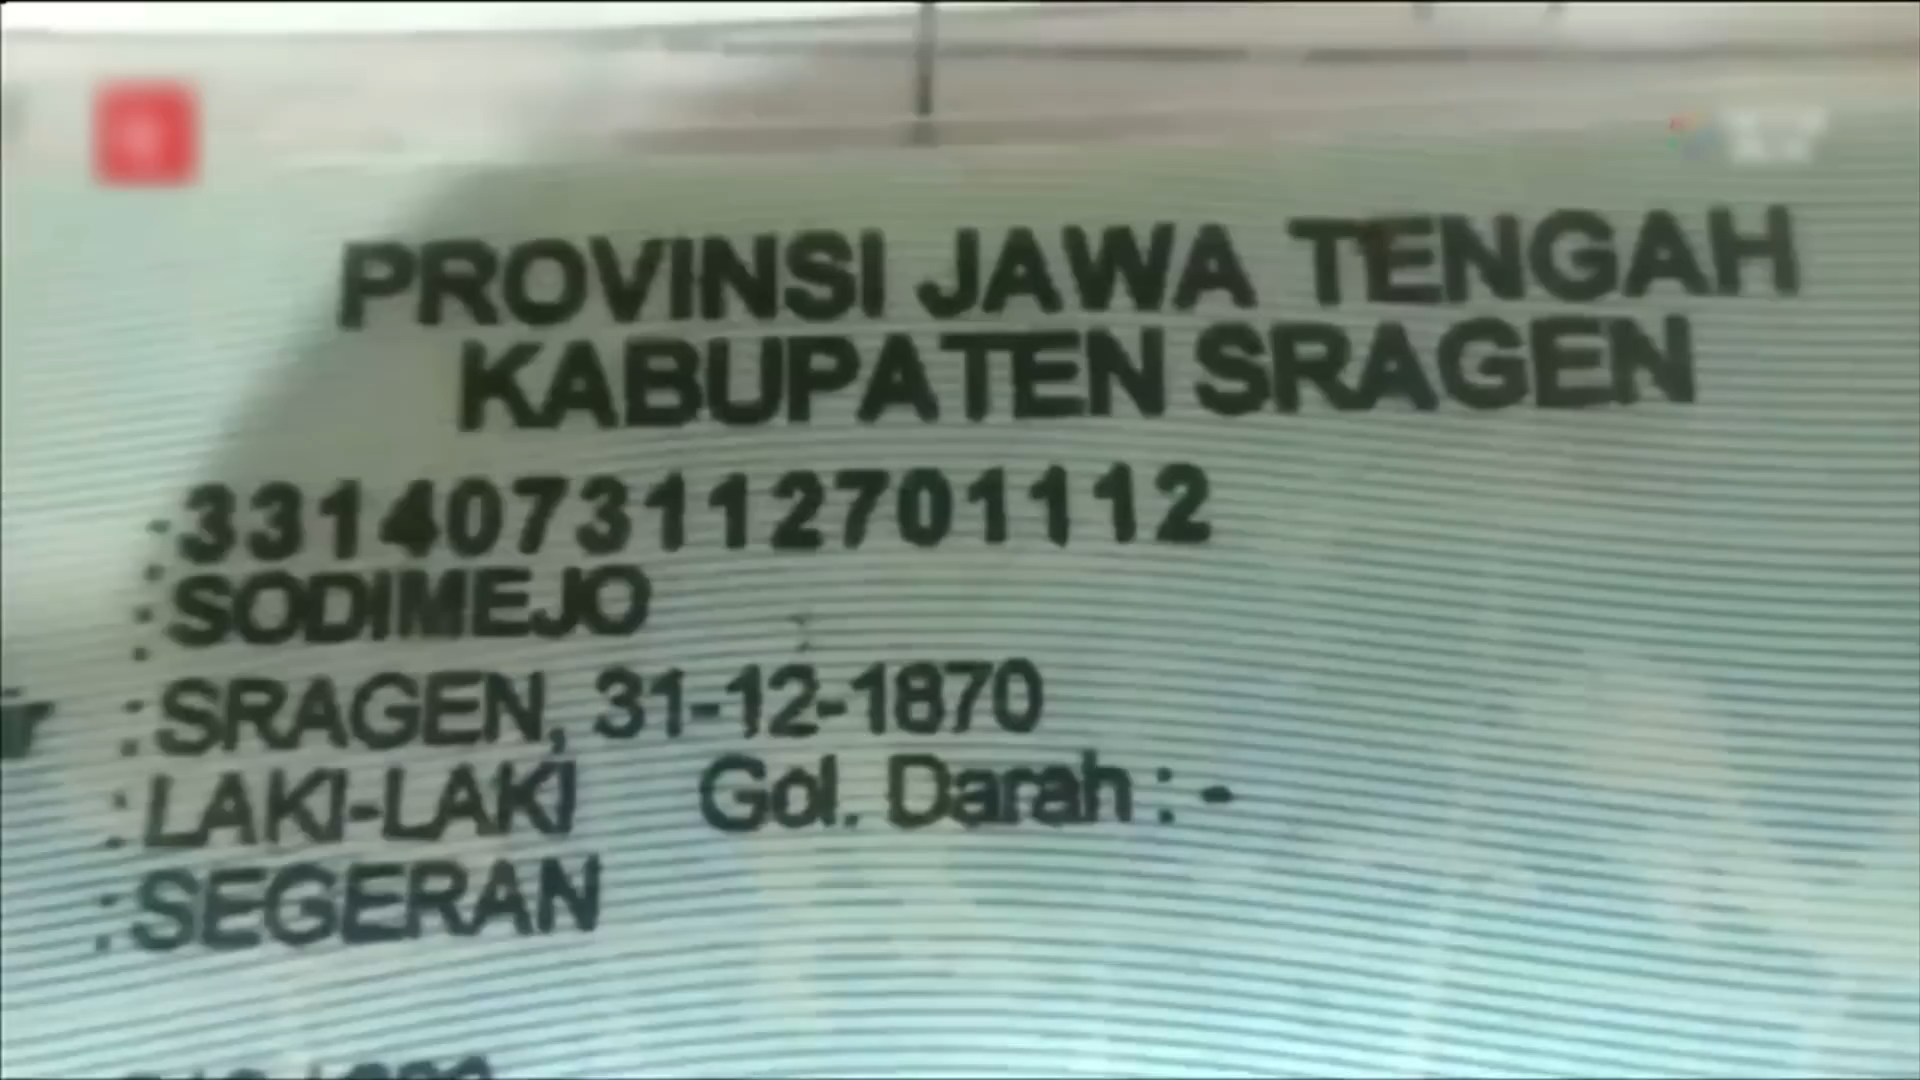 PROVINSI JAWA TENGAH
KABUPATEN SRAGEN
:3314073112701112
:SODIMEJO
:SRAGEN, 31-12-1870
:LAKI-LAKI Gol. Darah : -
:SEGERAN